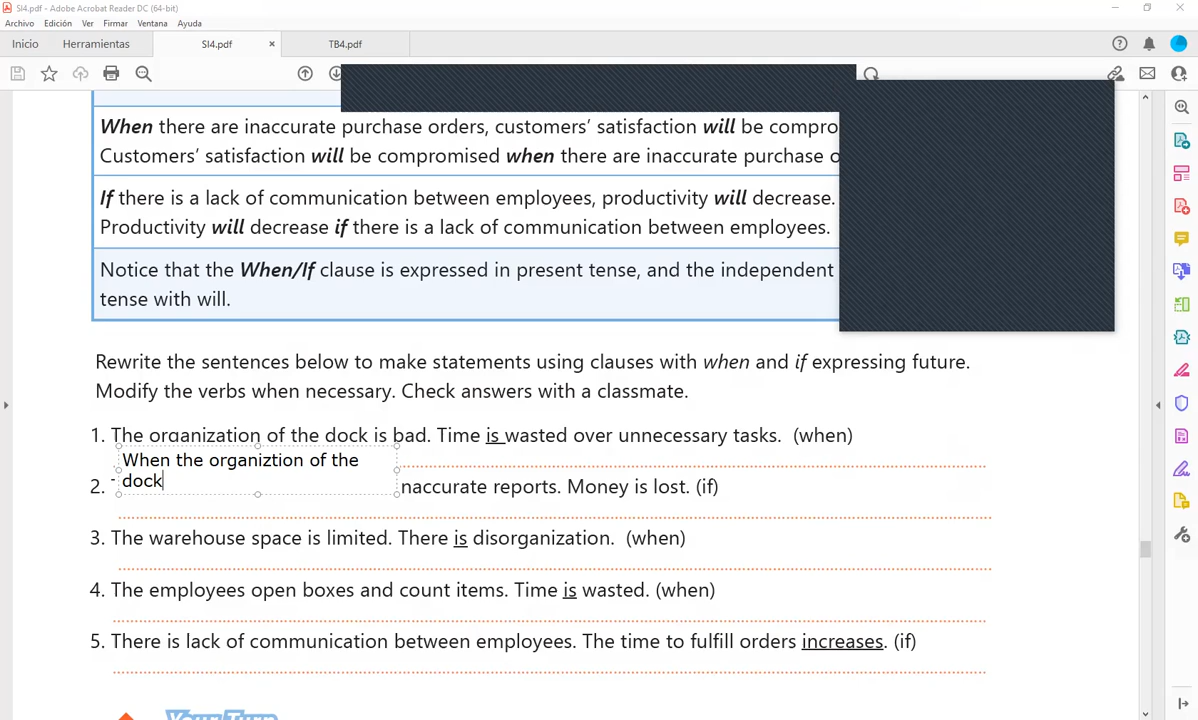 SI4.pdf - Adobe Acrobat Reader DC (64-bit)
Archivo Edición Ver Firmar Ventana Ayuda
Inicio Herramientas SI4.pdf × TB4.pdf
When there are inaccurate purchase orders, customers' satisfaction will be compro
Customers' satisfaction will be compromised when there are inaccurate purchase o
If there is a lack of communication between employees, productivity will decrease.
Productivity will decrease if there is a lack of communication between employees.
Notice that the When/If clause is expressed in present tense, and the independent
tense with will.
Rewrite the sentences below to make statements using clauses with when and if expressing future.
Modify the verbs when necessary. Check answers with a classmate.
1. The organization of the dock is bad. Time is wasted over unnecessary tasks. (when)
When the organiztion of the
dock
2. naccurate reports. Money is lost. (if)
3. The warehouse space is limited. There is disorganization. (when)
4. The employees open boxes and count items. Time is wasted. (when)
5. There is lack of communication between employees. The time to fulfill orders increases. (if)
Your Turn